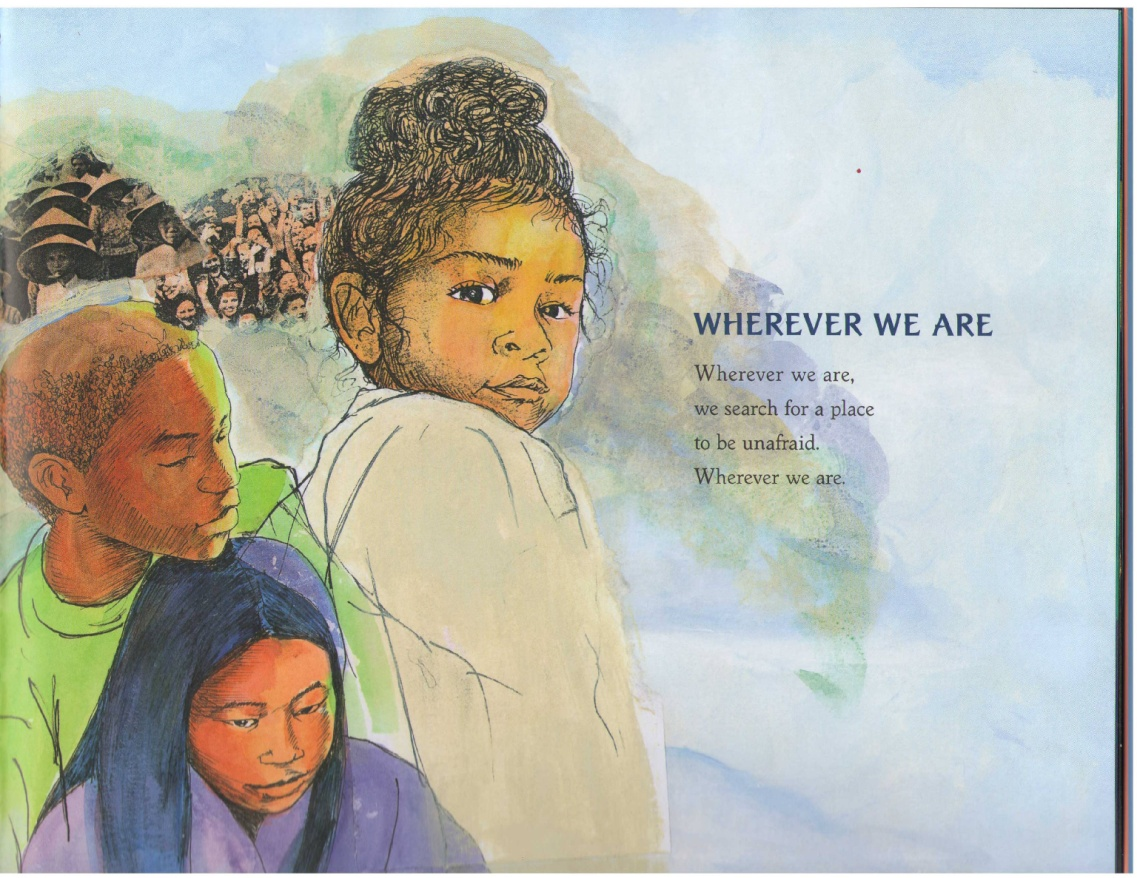 WHEREVER WE ARE
Wherever we are,
we search for a place
to be unafraid.
Wherever we are.